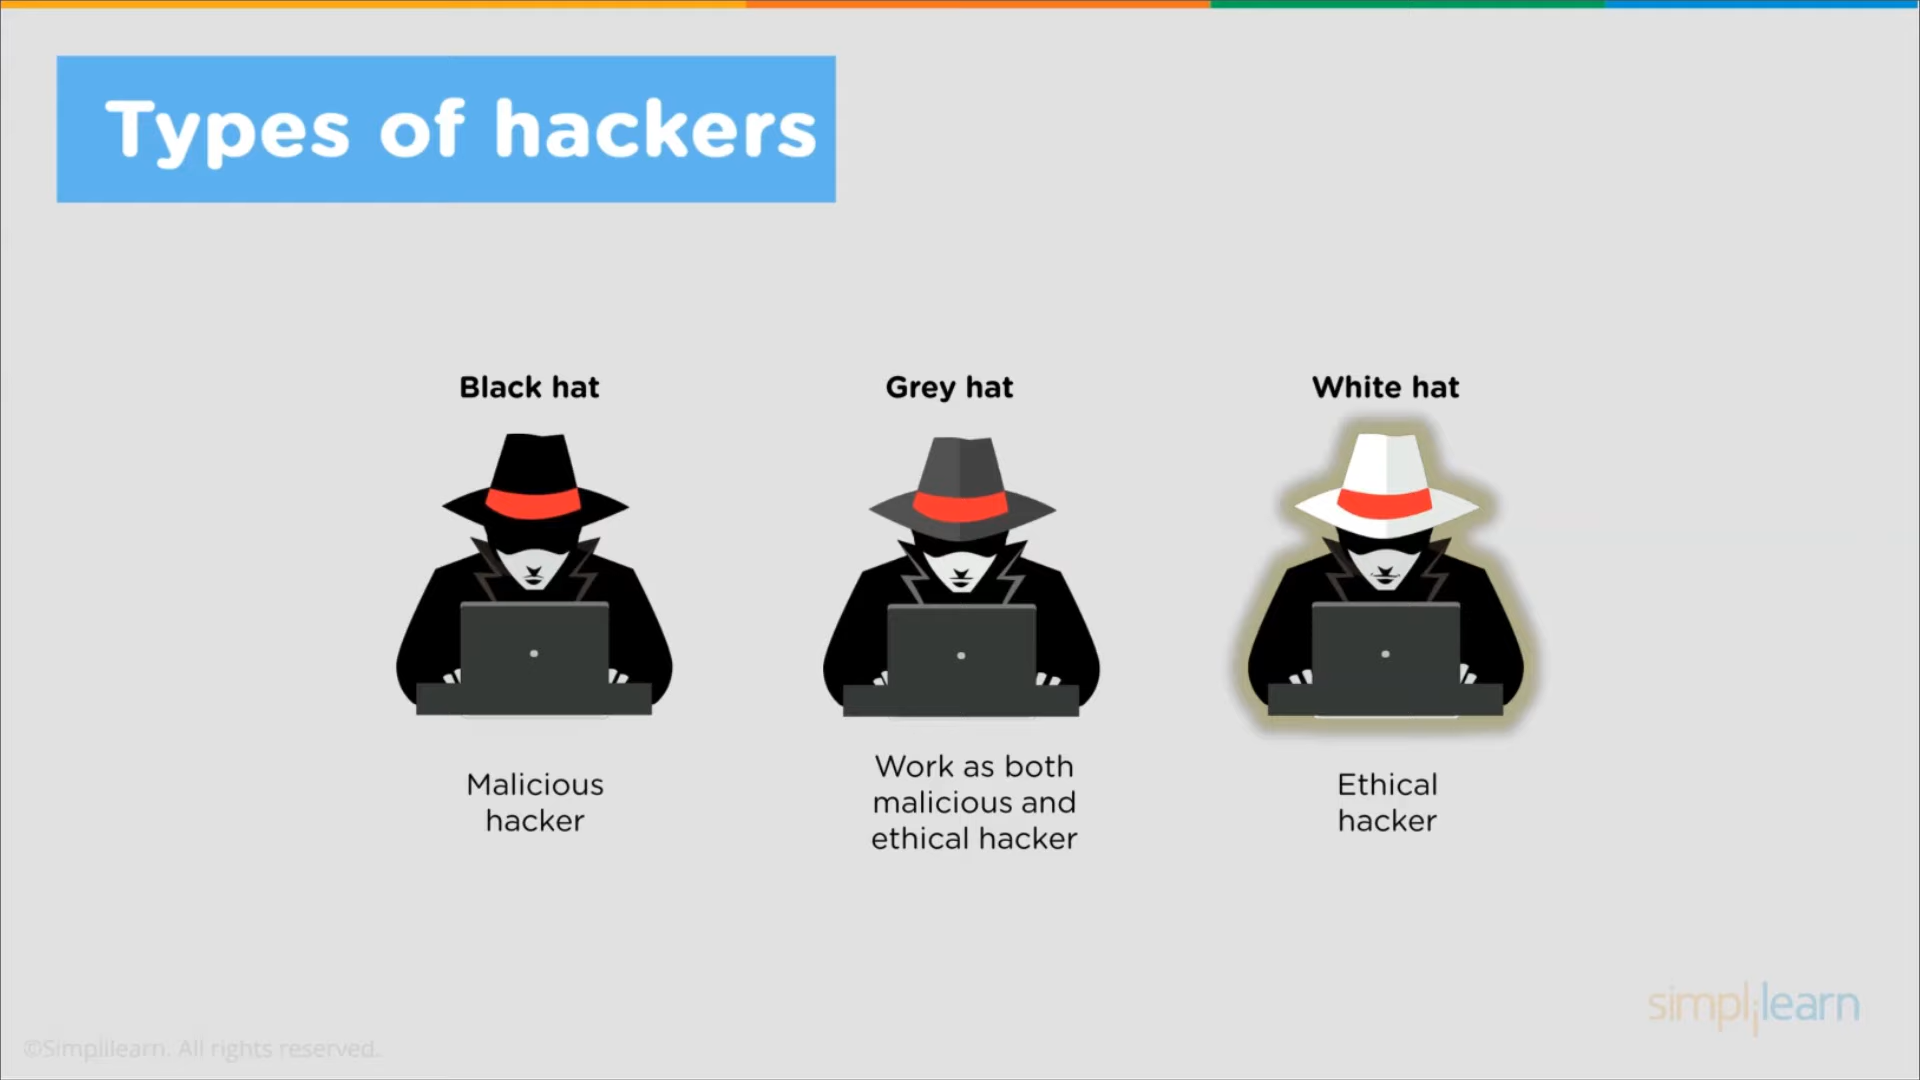 Types of hackers
Black hat
Grey hat
White hat
Malicious
hacker
Work as both
malicious and
ethical hacker
Ethical
hacker
simplilearn
©Simplilearn. All rights reserved.